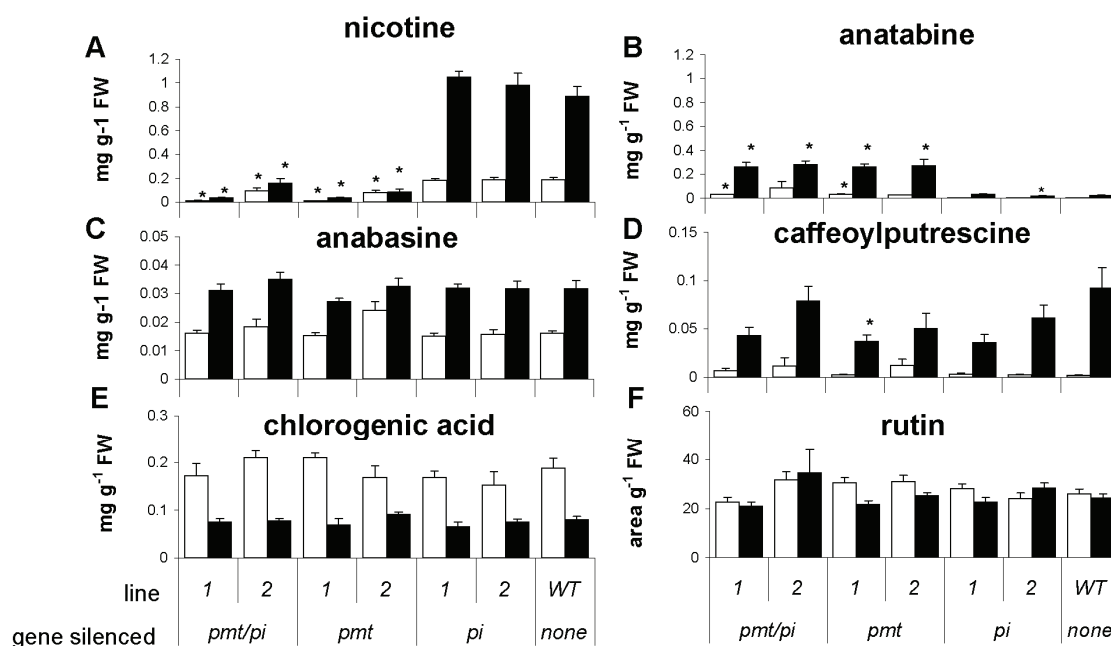 A
nicotine
mg g-1 FW
1.2
1
0.8
0.6
0.4
0.2
0
* * * * * * * *
B
anatabine
mg g-1 FW
1.2
1
0.8
0.6
0.4
0.2
0
* * * * * * *
C
anabasine
mg g-1 FW
0.05
0.04
0.03
0.02
0.01
0
D
caffeoylputrescine
mg g-1 FW
0.15
0.1
0.05
0
*
E
chlorogenic acid
mg g-1 FW
0.3
0.2
0.1
0
F
rutin
area g-1 FW
60
40
20
0
line 1 2 1 2 1 2 WT
gene silenced pmt/pi pmt pi none
1 2 1 2 1 2 WT
pmt/pi pmt pi none